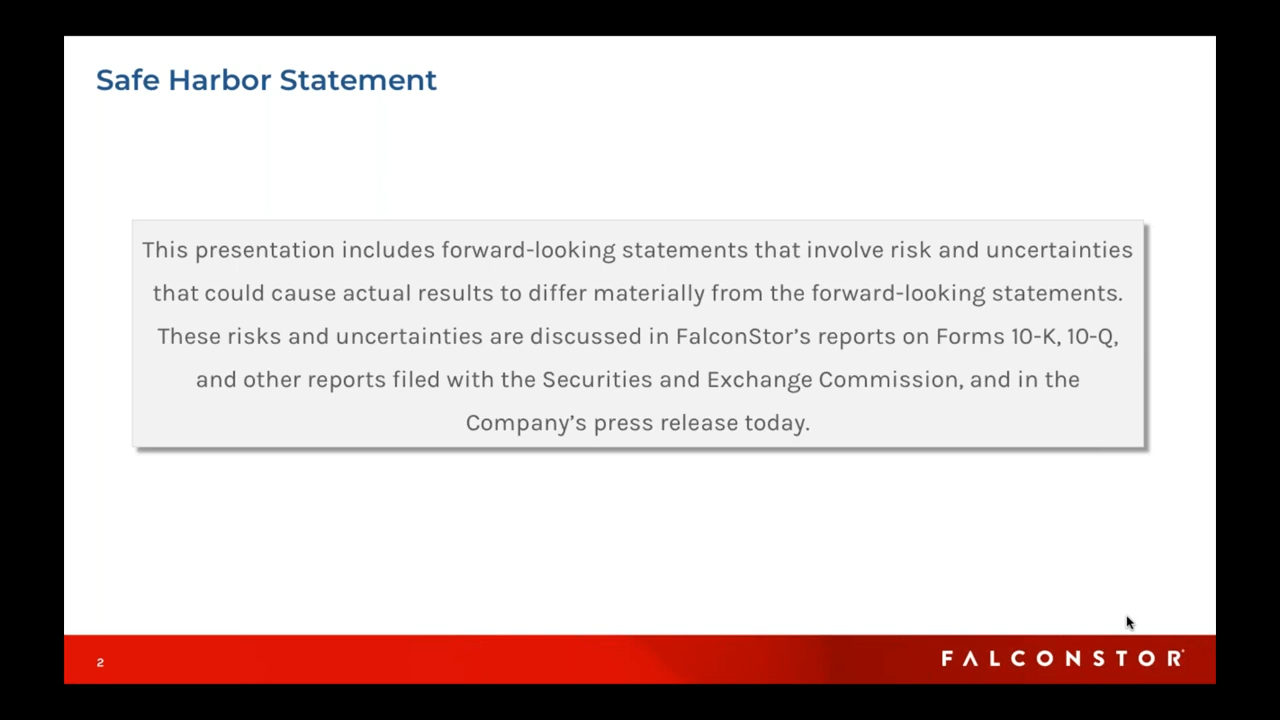 Safe Harbor Statement
This presentation includes forward-looking statements that involve risk and uncertainties
that could cause actual results to differ materially from the forward-looking statements.
These risks and uncertainties are discussed in FalconStor’s reports on Forms 10-K, 10-Q,
and other reports filed with the Securities and Exchange Commission, and in the
Company’s press release today.
2
FALCONSTOR